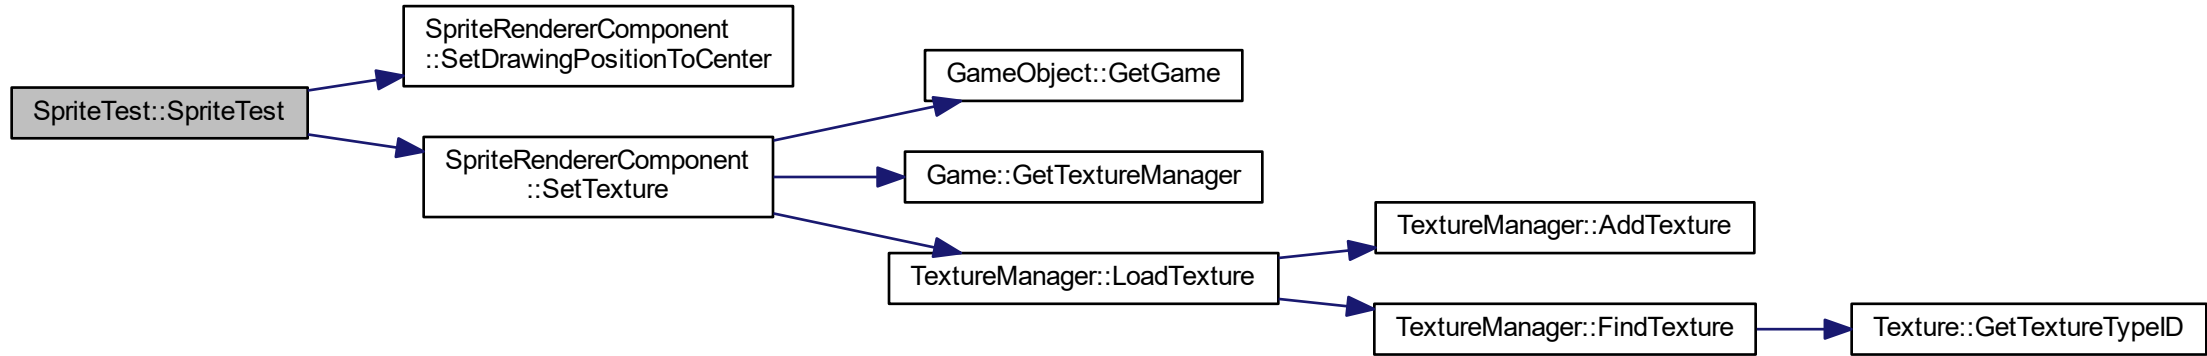 SpriteTest::SpriteTest
SpriteRendererComponent
::SetDrawingPositionToCenter
SpriteRendererComponent
::SetTexture
GameObject::GetGame
Game::GetTextureManager
TextureManager::LoadTexture
TextureManager::AddTexture
TextureManager::FindTexture
Texture::GetTextureTypeID